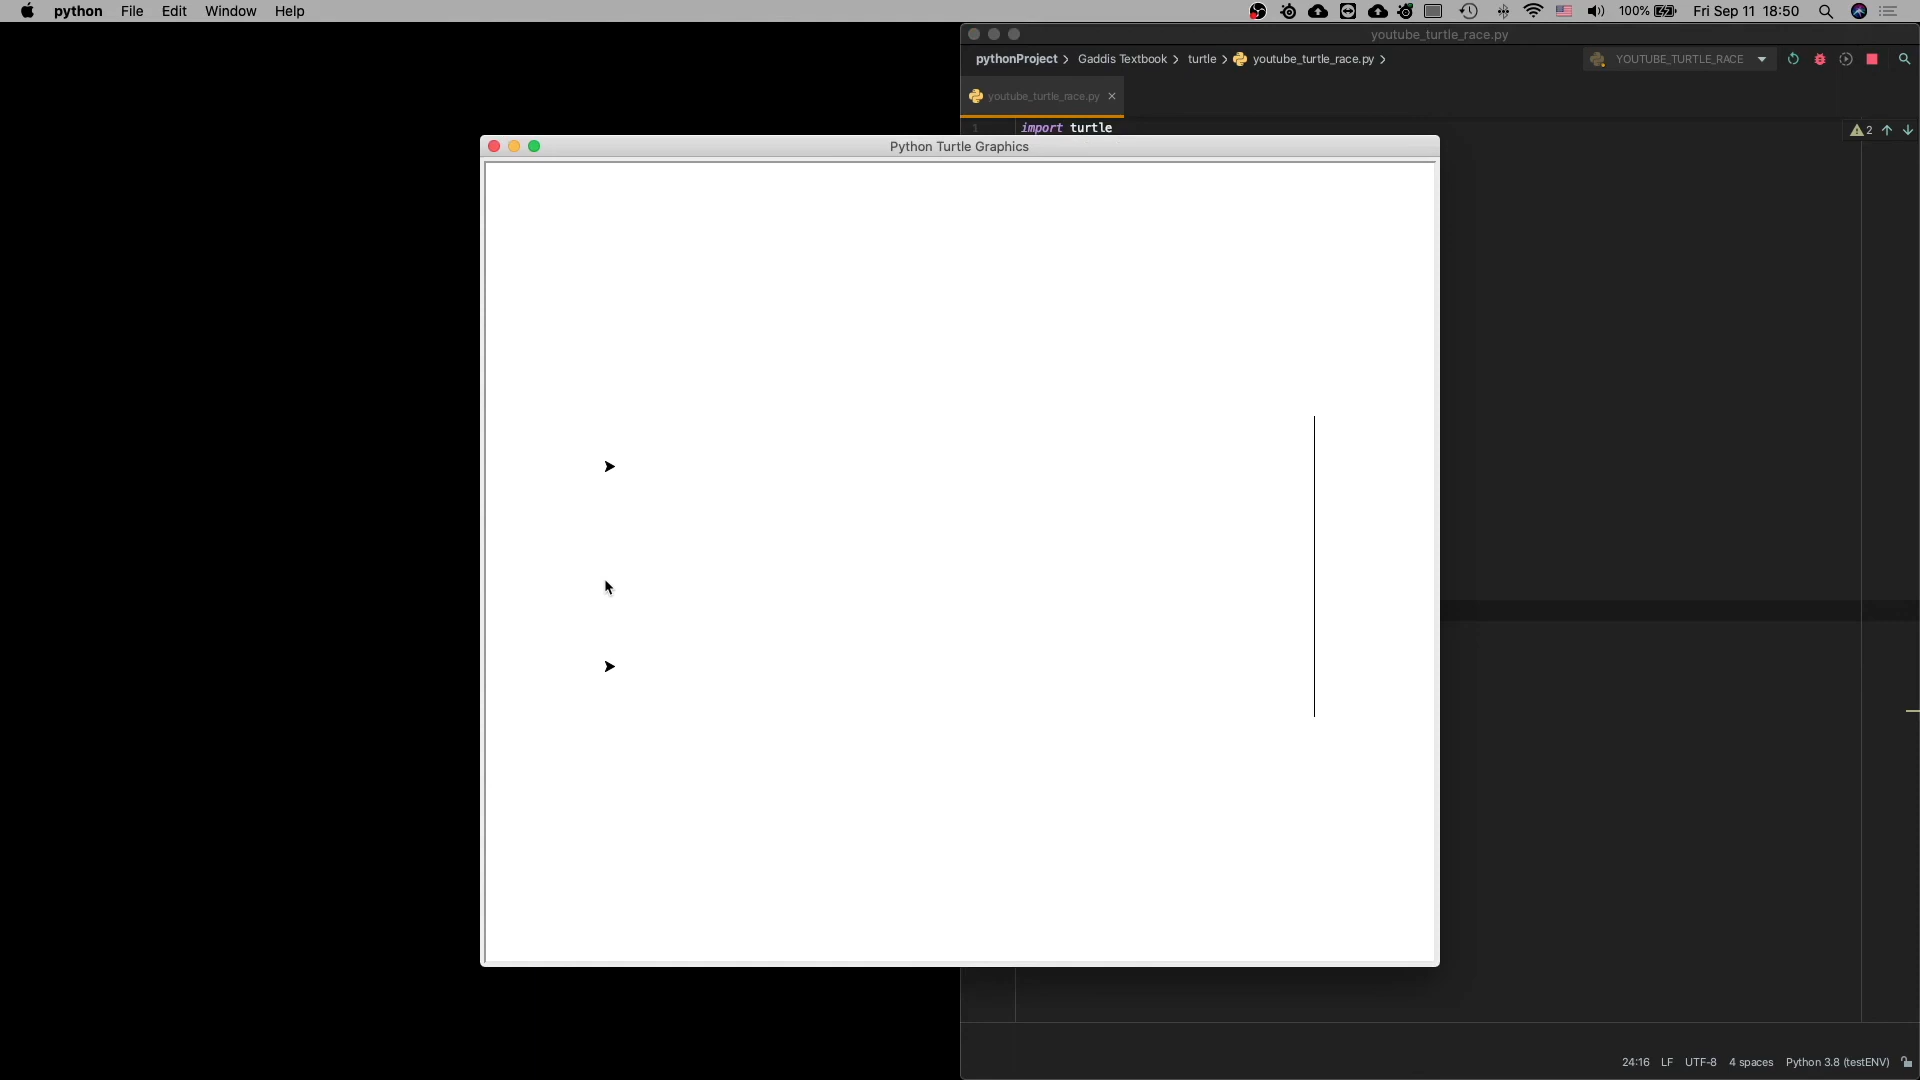 python File Edit Window Help 100% Fri Sep 11 18:50
youtube_turtle_race.py
pythonProject Gaddis Textbook turtle youtube_turtle_race.py YOUTUBE_TURTLE_RACE
youtube_turtle_race.py
1 import turtle
2
Python Turtle Graphics
24:16 LF UTF-8 4 spaces Python 3.8 (testENV)